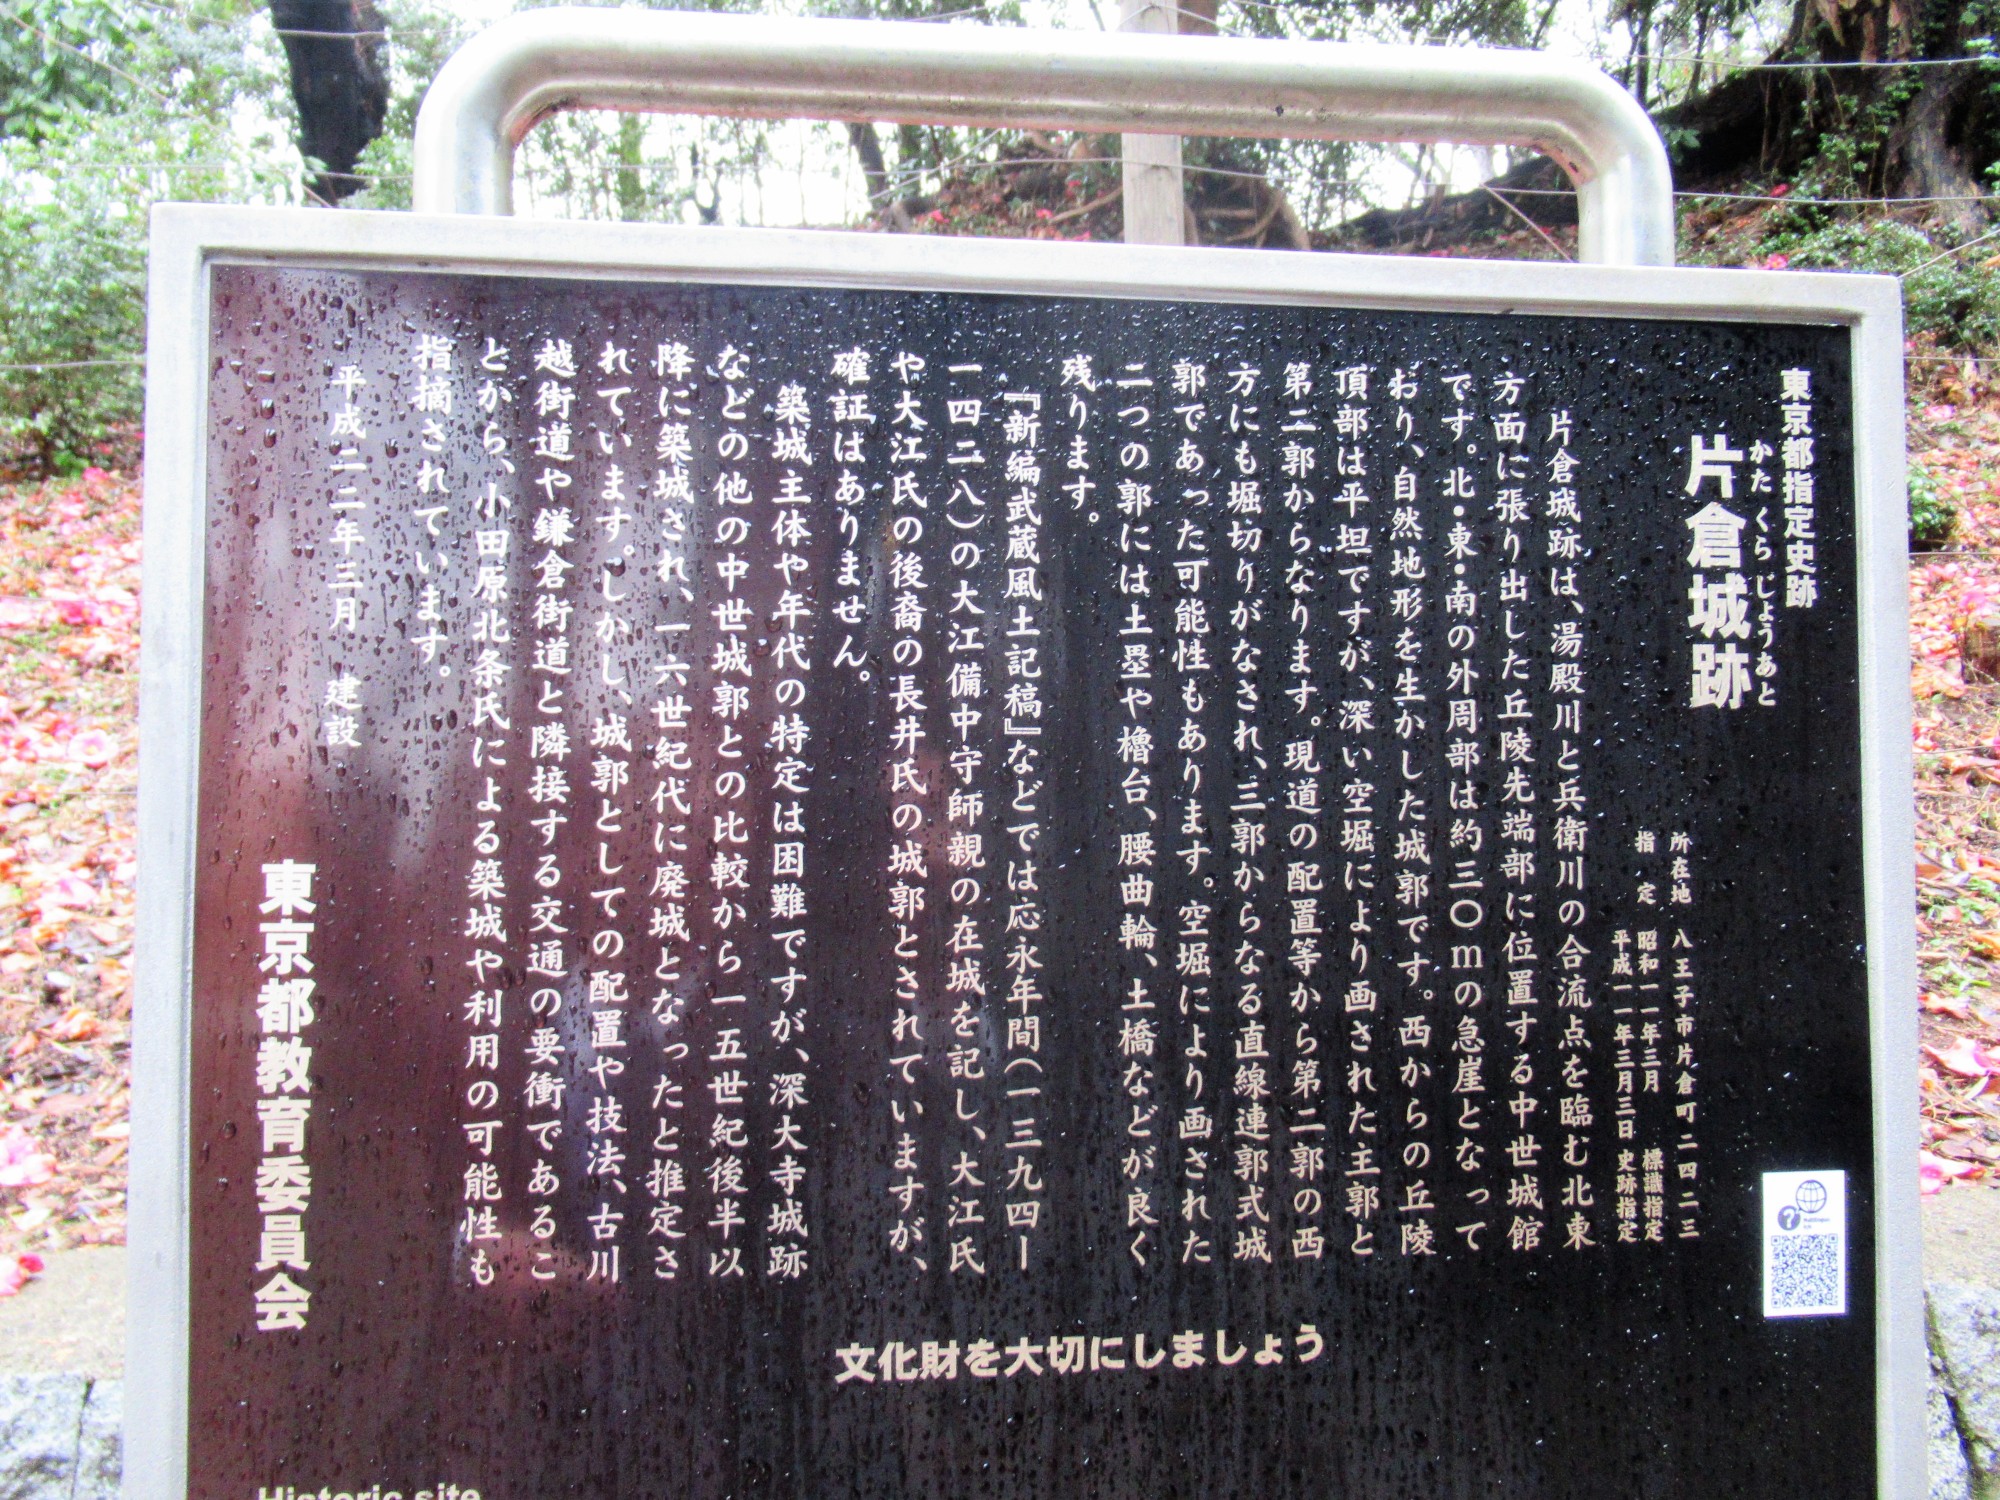 東京都指定史跡
かたくらじょうあと
片倉城跡
所在地 八王子市片倉町二四二三
指 定 昭和一一年三月 標識指定
平成一一年三月三日 史跡指定
片倉城跡は、湯殿川と兵衛川の合流点を臨む北東
方面に張り出した丘陵先端部に位置する中世城館
です。北・東・南の外周部は約三〇mの急崖となって
おり、自然地形を生かした城郭です。西からの丘陵
頂部は平坦ですが、深い空堀により画された主郭と
第二郭からなります。現道の配置等から第二郭の西
方にも堀切りがなされ、三郭からなる直線連郭式城
郭であった可能性もあります。空堀により画された
二つの郭には土塁や櫓台、腰曲輪、土橋などが良く
残ります。
『新編武蔵風土記稿』などでは応永年間（一三九四ー
一四二八）の大江備中守師親の在城を記し、大江氏
や大江氏の後裔の長井氏の城郭とされていますが、
確証はありません。
築城主体や年代の特定は困難ですが、深大寺城跡
などの他の中世城郭との比較から一五世紀後半以
降に築城され、一六世紀代に廃城となったと推定さ
れています。しかし、城郭としての配置や技法、古川
越街道や鎌倉街道と隣接する交通の要衝であるこ
とから、小田原北条氏による築城や利用の可能性も
指摘されています。
平成二二年三月 建設
東京都教育委員会
文化財を大切にしましょう
Historic site